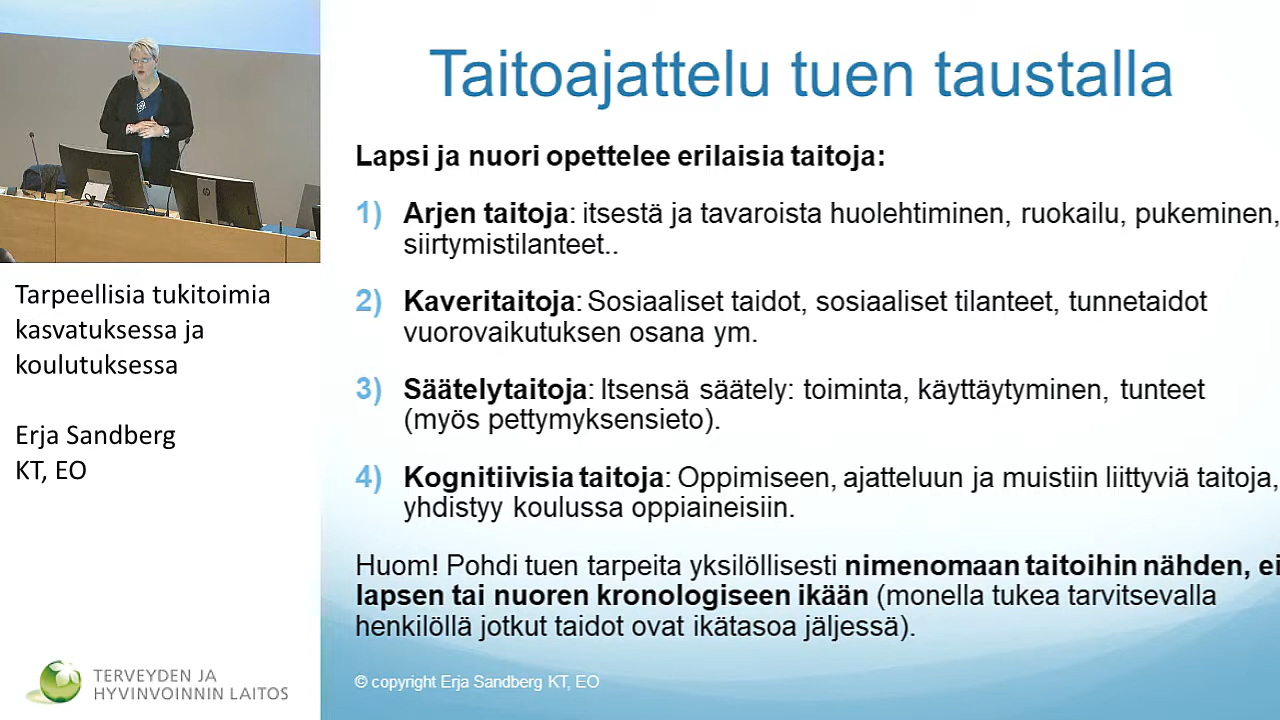 Taitoajattelu tuen taustalla
Lapsi ja nuori opettelee erilaisia taitoja:
1) Arjen taitoja: itsestä ja tavaroista huolehtiminen, ruokailu, pukeminen,
siirtymistilanteet..
2) Kaveritaitoja: Sosiaaliset taidot, sosiaaliset tilanteet, tunnetaidot
vuorovaikutuksen osana ym.
3) Säätelytaitoja: Itsensä säätely: toiminta, käyttäytyminen, tunteet
(myös pettymyksensieto).
4) Kognitiivisia taitoja: Oppimiseen, ajatteluun ja muistiin liittyviä taitoja,
yhdistyy koulussa oppiaineisiin.
Huom! Pohdi tuen tarpeita yksilöllisesti nimenomaan taitoihin nähden, ei
lapsen tai nuoren kronologiseen ikään (monella tukea tarvitsevalla
henkilöllä jotkut taidot ovat ikätasoa jäljessä).
© copyright Erja Sandberg KT, EO
Tarpeellisia tukitoimia
kasvatuksessa ja
koulutuksessa
Erja Sandberg
KT, EO
TERVEYDEN JA
HYVINVOINNIN LAITOS